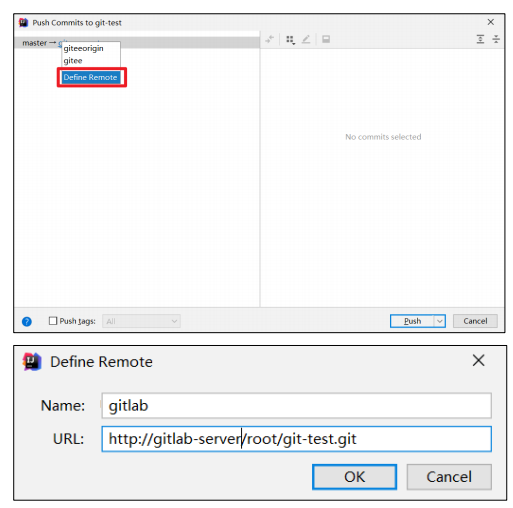 Push Commits to git-test
master →
giteeorigin
gitee
Define Remote
No commits selected
? Push tags: All Push Cancel
Define Remote
Name: gitlab
URL: http://gitlab-server/root/git-test.git
OK Cancel